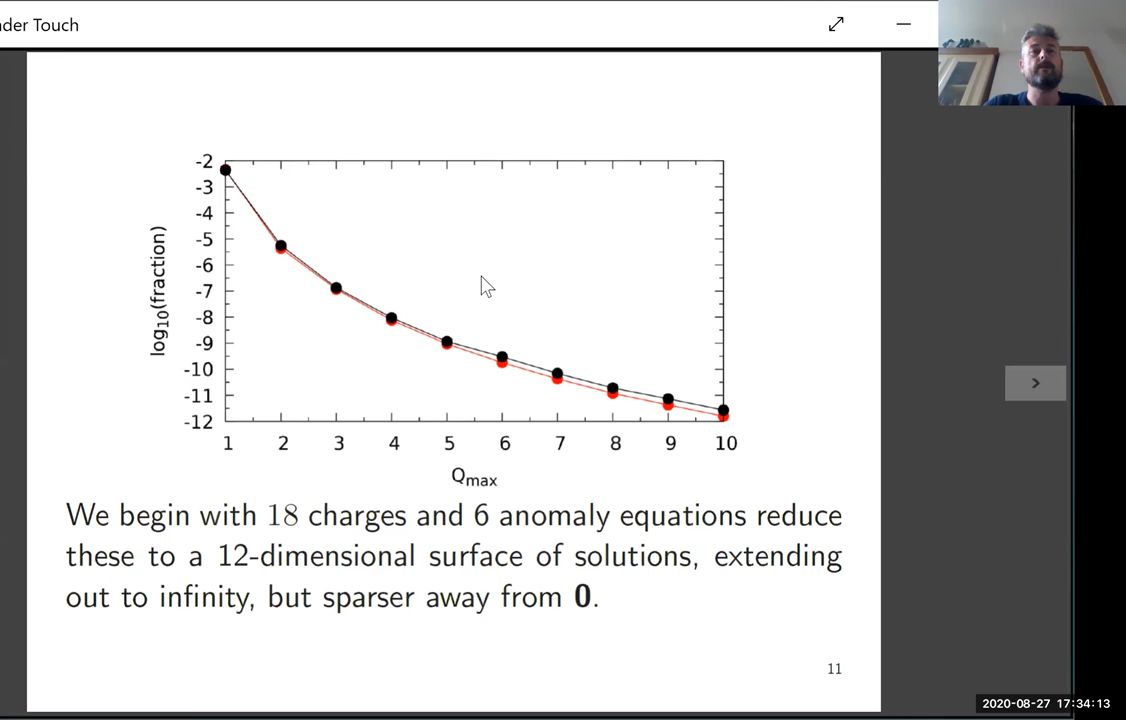 der Touch
-2
-3
-4
-5
-6
-7
-8
-9
-10
-11
-12
log10(fraction)
1 2 3 4 5 6 7 8 9 10
Qmax
We begin with 18 charges and 6 anomaly equations reduce
these to a 12-dimensional surface of solutions, extending
out to infinity, but sparser away from 0.
11
2020-08-27 17:34:13